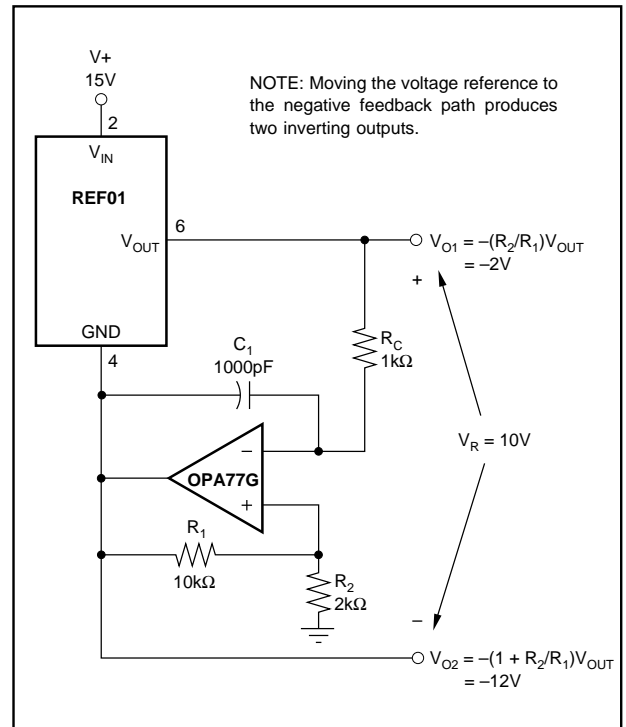 V+
15V
NOTE: Moving the voltage reference to
the negative feedback path produces
two inverting outputs.
2
V_IN
REF01
6
V_OUT
V_O1 = –(R_2/R_1)V_OUT
= –2V
+
GND
4
C_1
1000pF
R_C
1kΩ
V_R = 10V
–
OPA77G
+
R_1
10kΩ
R_2
2kΩ
–
V_O2 = –(1 + R_2/R_1)V_OUT
= –12V